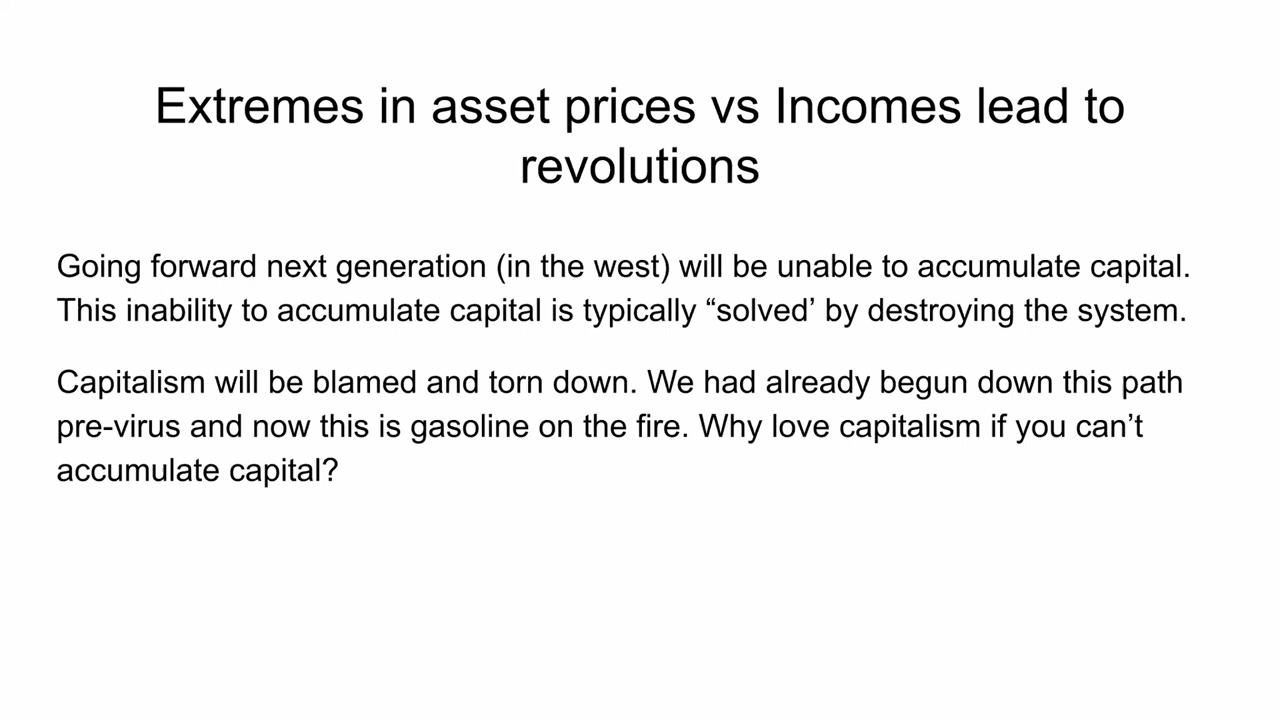 Extremes in asset prices vs Incomes lead to
revolutions
Going forward next generation (in the west) will be unable to accumulate capital.
This inability to accumulate capital is typically “solved’ by destroying the system.
Capitalism will be blamed and torn down. We had already begun down this path
pre-virus and now this is gasoline on the fire. Why love capitalism if you can’t
accumulate capital?